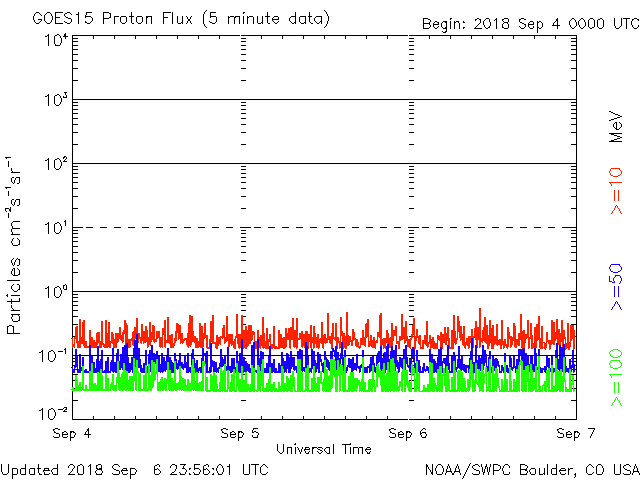 GOES15 Proton Flux (5 minute data)
Begin: 2018 Sep 4 0000 UTC
Particles cm⁻²s⁻¹sr⁻¹
10⁴
10³
10²
10¹
10⁰
10⁻¹
10⁻²
MeV
>=10
>=50
>=100
Sep 4
Sep 5
Sep 6
Sep 7
Universal Time
Updated 2018 Sep 6 23:56:01 UTC
NOAA/SWPC Boulder, CO USA